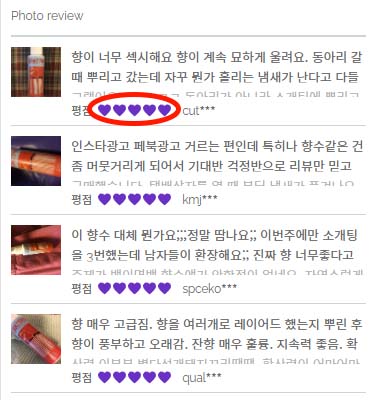 Photo review
향이 너무 섹시해요 향이 계속 묘하게 울려요. 동아리 갈
때 뿌리고 갔는데 자꾸 뭔가 홀리는 냄새가 난다고 다들
평점 cut***
인스타광고 페북광고 거르는 편인데 특히나 향수같은 건
좀 머뭇거리게 되어서 기대반 걱정반으로 리뷰만 믿고
평점 kmj***
이 향수 대체 뭔가요;;;정말 땀나요;; 이번주에만 소개팅
을 3번했는데 남자들이 환장해요;; 진짜 향 너무좋다고
평점 spceko***
향 매우 고급짐. 향을 여러개로 레이어드 했는지 뿌린 후
향이 풍부하고 오래감. 잔향 매우 훌륭. 지속력 좋음. 확
평점 qual***